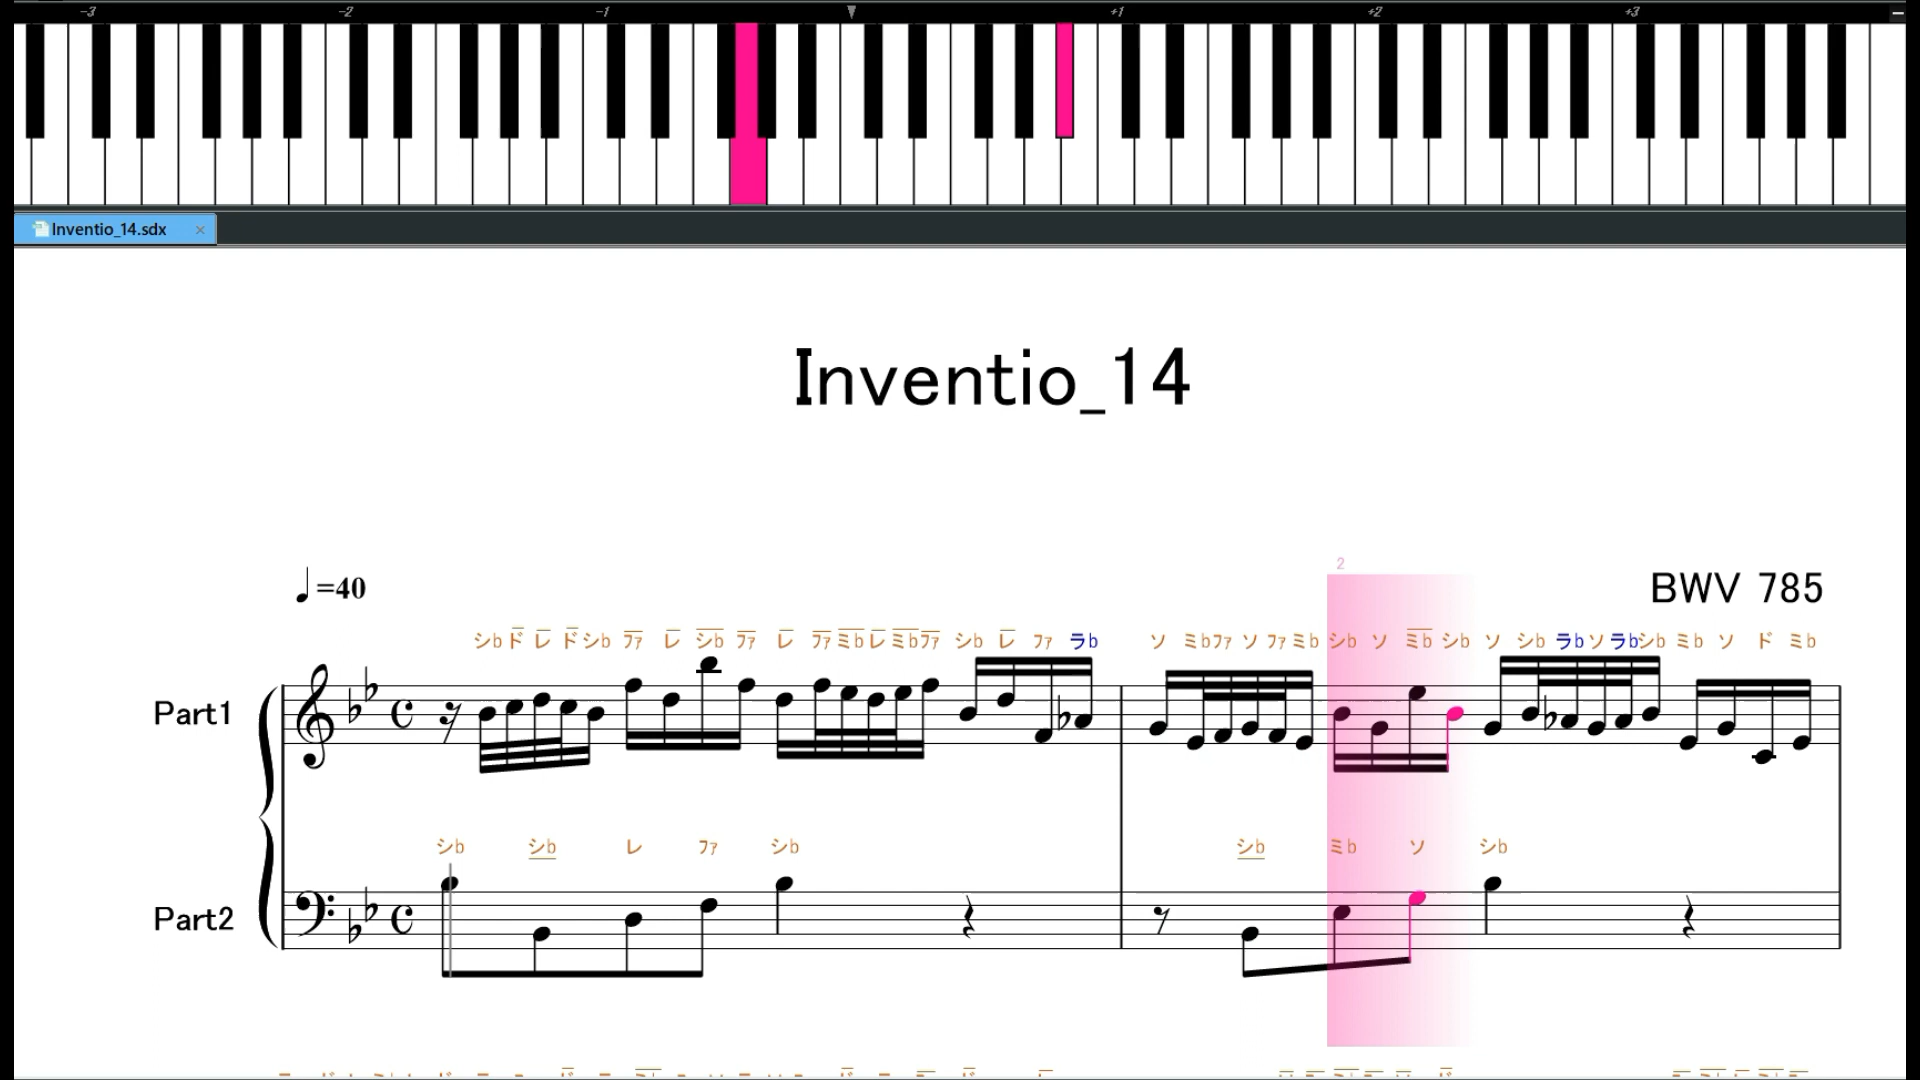 -3 -2 -1 +1 +2 +3
Inventio_14.sdx ×
Inventio_14
2
=40
BWV 785
シb ド レ ド シb ファ レ シb ファ レ ファ ミb レ ミb ファ シb レ ファ ラb ソ ミb ファ ソ ファ ミb シb ソ ミb シb ソ シb ラb ソ ラb シb ミb ソ ド ミb
Part1
シb シb レ ファ シb シb ミb ソ シb
Part2